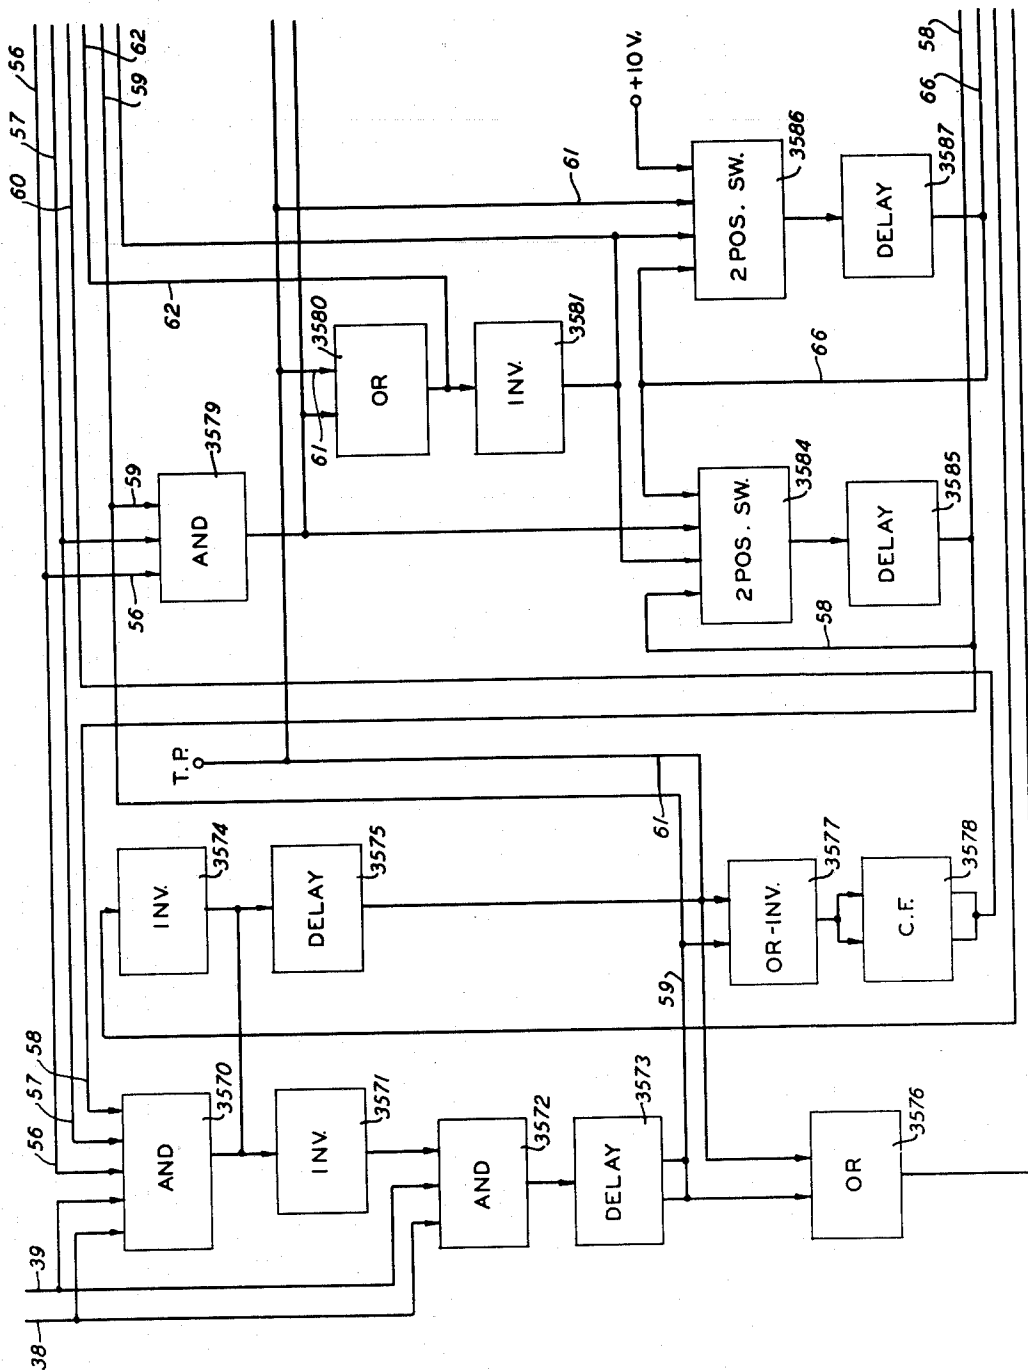 38
39
56
57
58
60
57
56
62
59
AND
3570
INV.
3574
T.P.
56
59
AND
3579
62
INV.
3571
DELAY
3575
61
OR
3580
AND
3572
INV.
3581
DELAY
3573
59
61
61
+10 V.
2 POS. SW.
3584
2 POS. SW.
3586
OR-INV.
3577
58
66
OR
3576
C.F.
3578
DELAY
3585
DELAY
3587
58
66